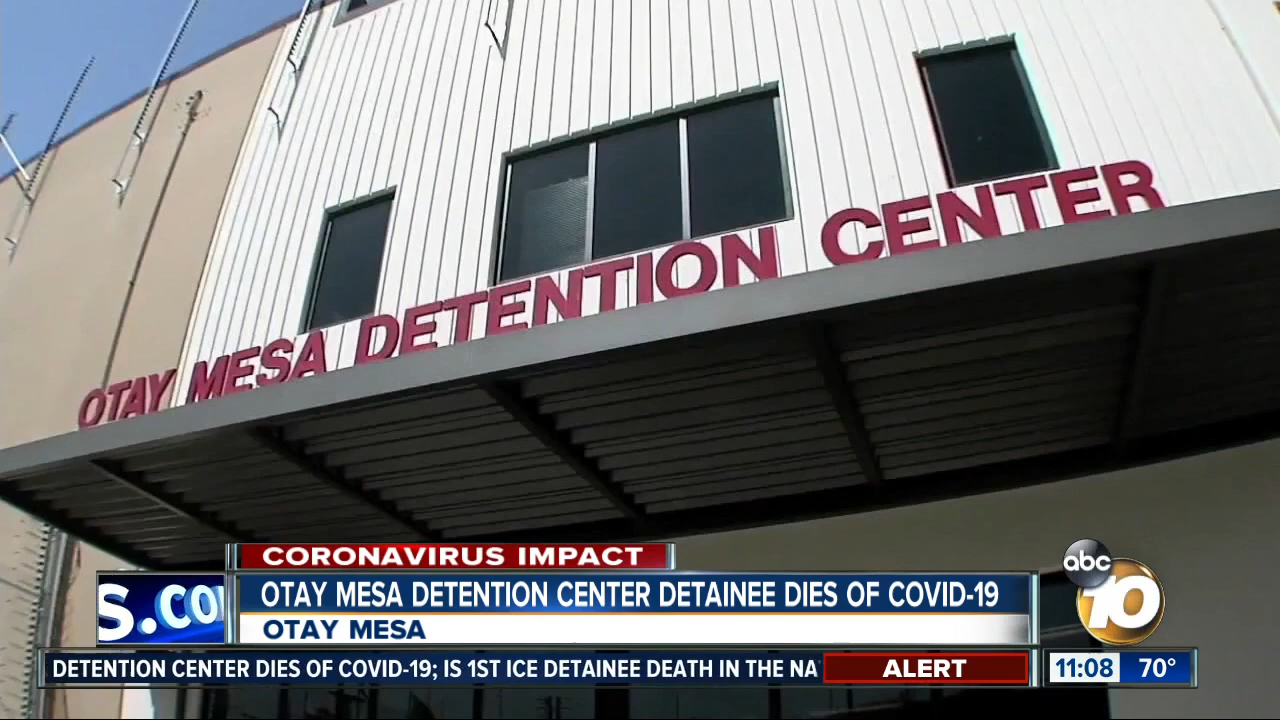 OTAY MESA DETENTION CENTER
CORONAVIRUS IMPACT
S.CO
OTAY MESA DETENTION CENTER DETAINEE DIES OF COVID-19
OTAY MESA
abc
10
DETENTION CENTER DIES OF COVID-19; IS 1ST ICE DETAINEE DEATH IN THE NA
ALERT
11:08 70°